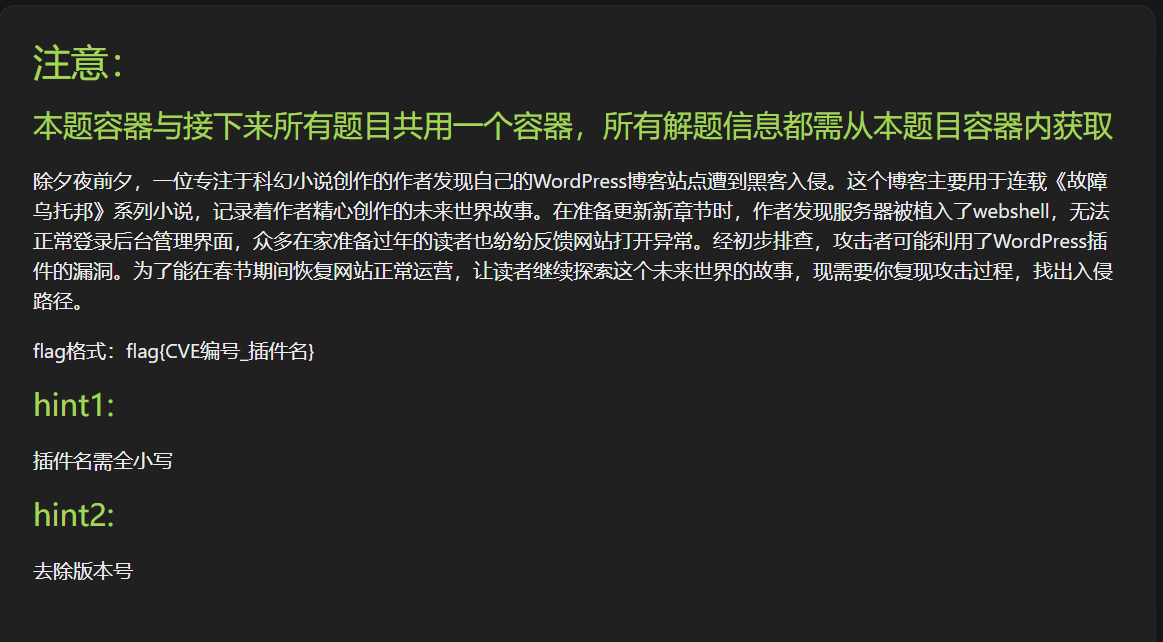 注意：
本题容器与接下来所有题目共用一个容器，所有解题信息都需从本题目容器内获取
除夕夜前夕，一位专注于科幻小说创作的作者发现自己的WordPress博客站点遭到黑客入侵。这个博客主要用于连载《故障
乌托邦》系列小说，记录着作者精心创作的未来世界故事。在准备更新新章节时，作者发现服务器被植入了webshell，无法
正常登录后台管理界面，众多在家准备过年的读者也纷纷反馈网站打开异常。经初步排查，攻击者可能利用了WordPress插
件的漏洞。为了能在春节期间恢复网站正常运营，让读者继续探索这个未来世界的故事，现需要你复现攻击过程，找出入侵
路径。
flag格式：flag{CVE编号_插件名}
hint1:
插件名需全小写
hint2:
去除版本号